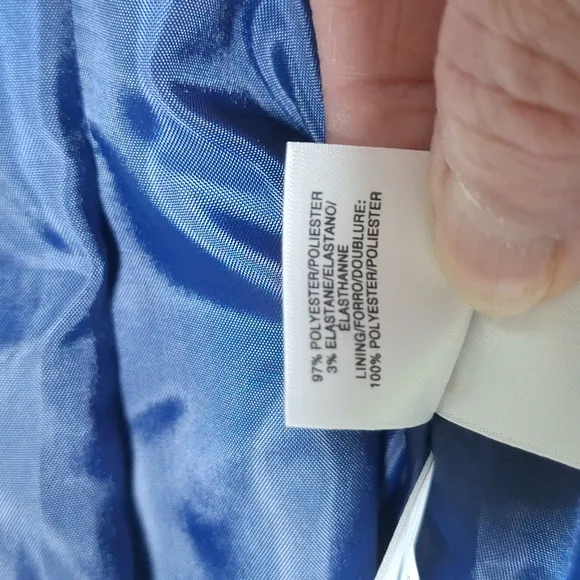 97% POLYESTER/POLIESTER
3% ELASTANE/ELASTANO/
ÉLASTHANNE
LINING/FORRO/DOUBLURE:
100% POLYESTER/POLIESTER